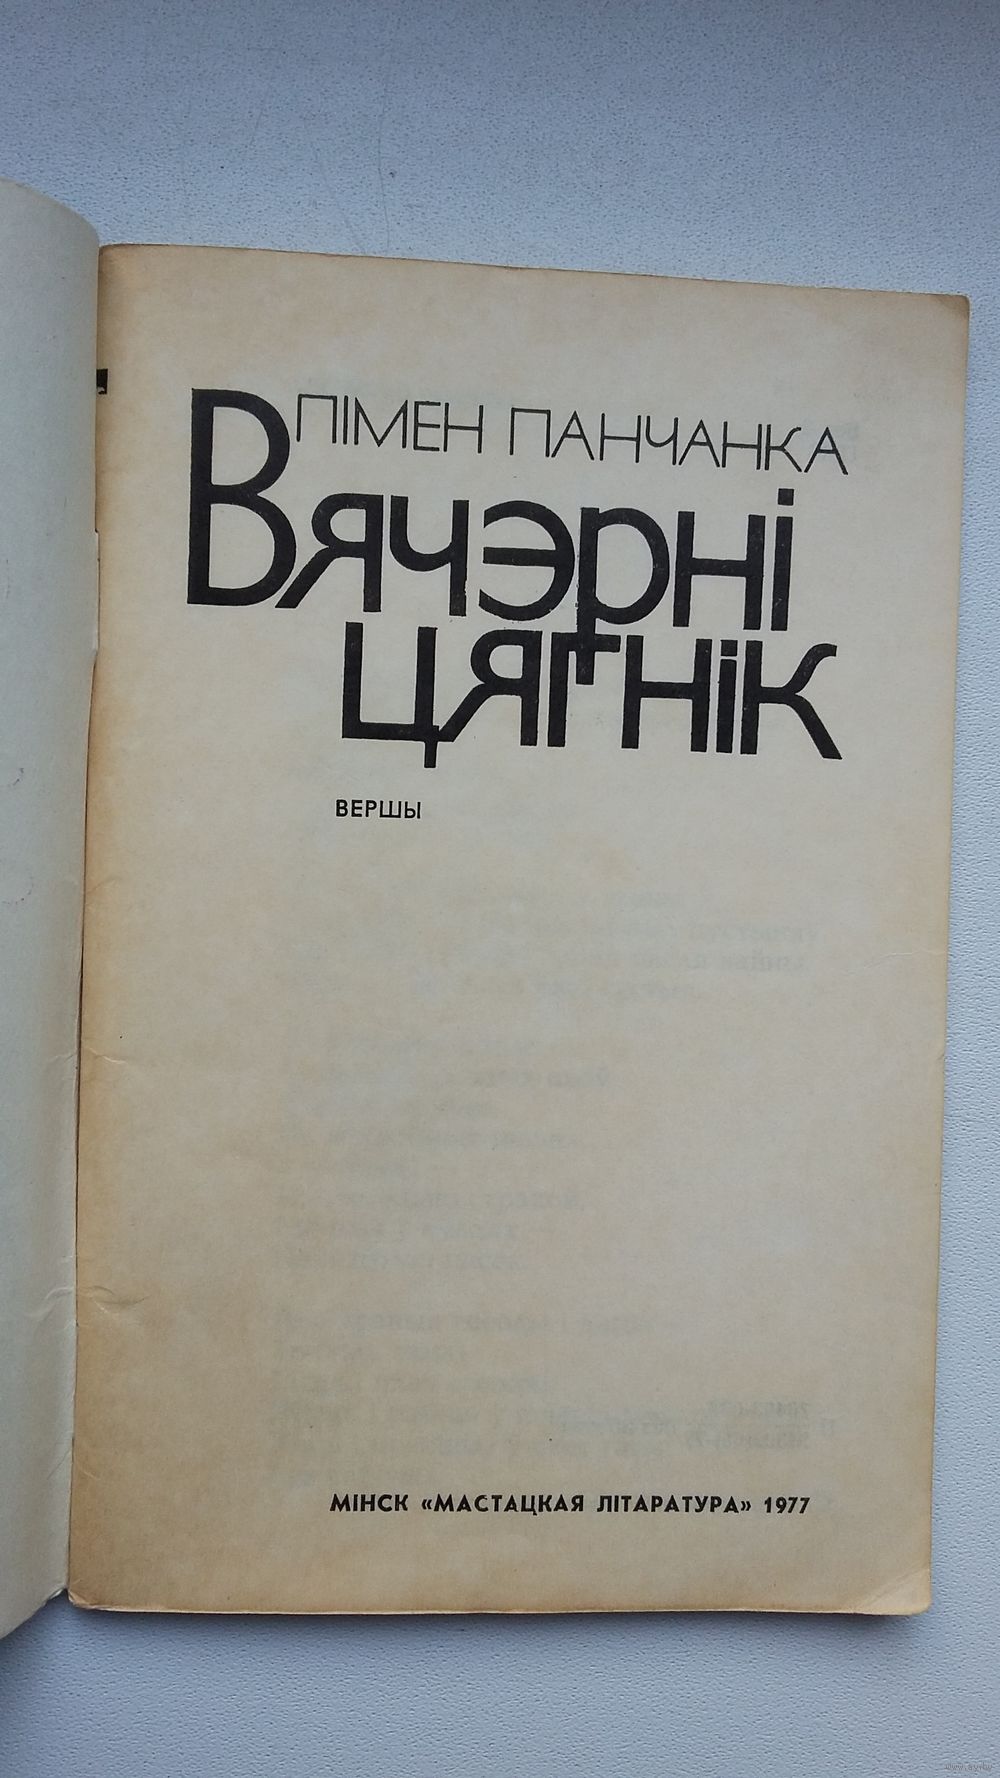 ПІМЕН ПАНЧАНКА
Вячэрні
цягнік
ВЕРШЫ
МІНСК «МАСТАЦКАЯ ЛІТАРАТУРА» 1977